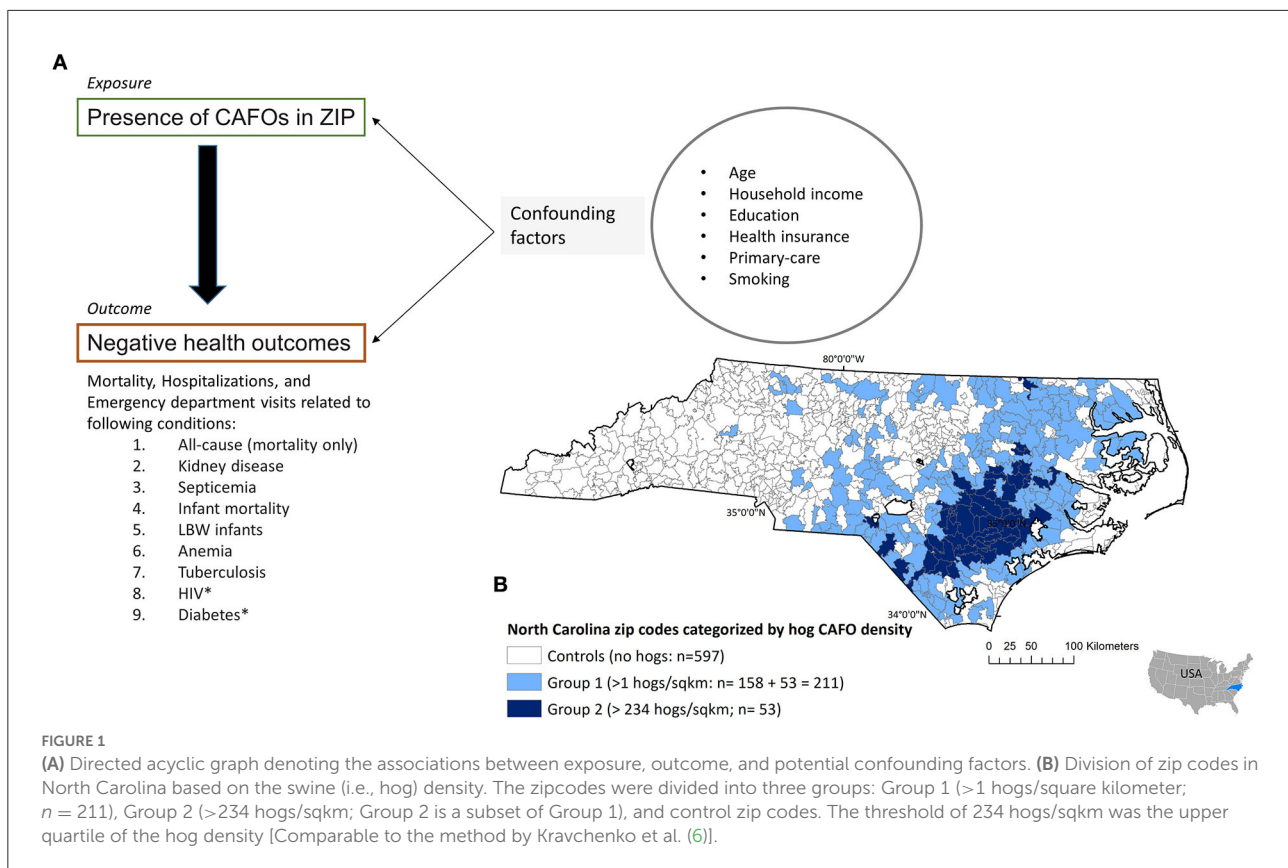 A
Exposure
Presence of CAFOs in ZIP
Confounding
factors
• Age
• Household income
• Education
• Health insurance
• Primary-care
• Smoking
Outcome
Negative health outcomes
Mortality, Hospitalizations, and
Emergency department visits related to
following conditions:
1. All-cause (mortality only)
2. Kidney disease
3. Septicemia
4. Infant mortality
5. LBW infants
6. Anemia
7. Tuberculosis
8. HIV*
9. Diabetes*
80°0'0"W
35°0'0"N
35°0'0"N
34°0'0"N
B
North Carolina zip codes categorized by hog CAFO density
Controls (no hogs: n=597)
Group 1 (>1 hogs/sqkm: n= 158 + 53 = 211)
Group 2 (> 234 hogs/sqkm; n= 53)
0 25 50 100 Kilometers
USA
FIGURE 1
(A) Directed acyclic graph denoting the associations between exposure, outcome, and potential confounding factors. (B) Division of zip codes in
North Carolina based on the swine (i.e., hog) density. The zipcodes were divided into three groups: Group 1 (>1 hogs/square kilometer;
n = 211), Group 2 (>234 hogs/sqkm; Group 2 is a subset of Group 1), and control zip codes. The threshold of 234 hogs/sqkm was the upper
quartile of the hog density [Comparable to the method by Kravchenko et al. (6)].